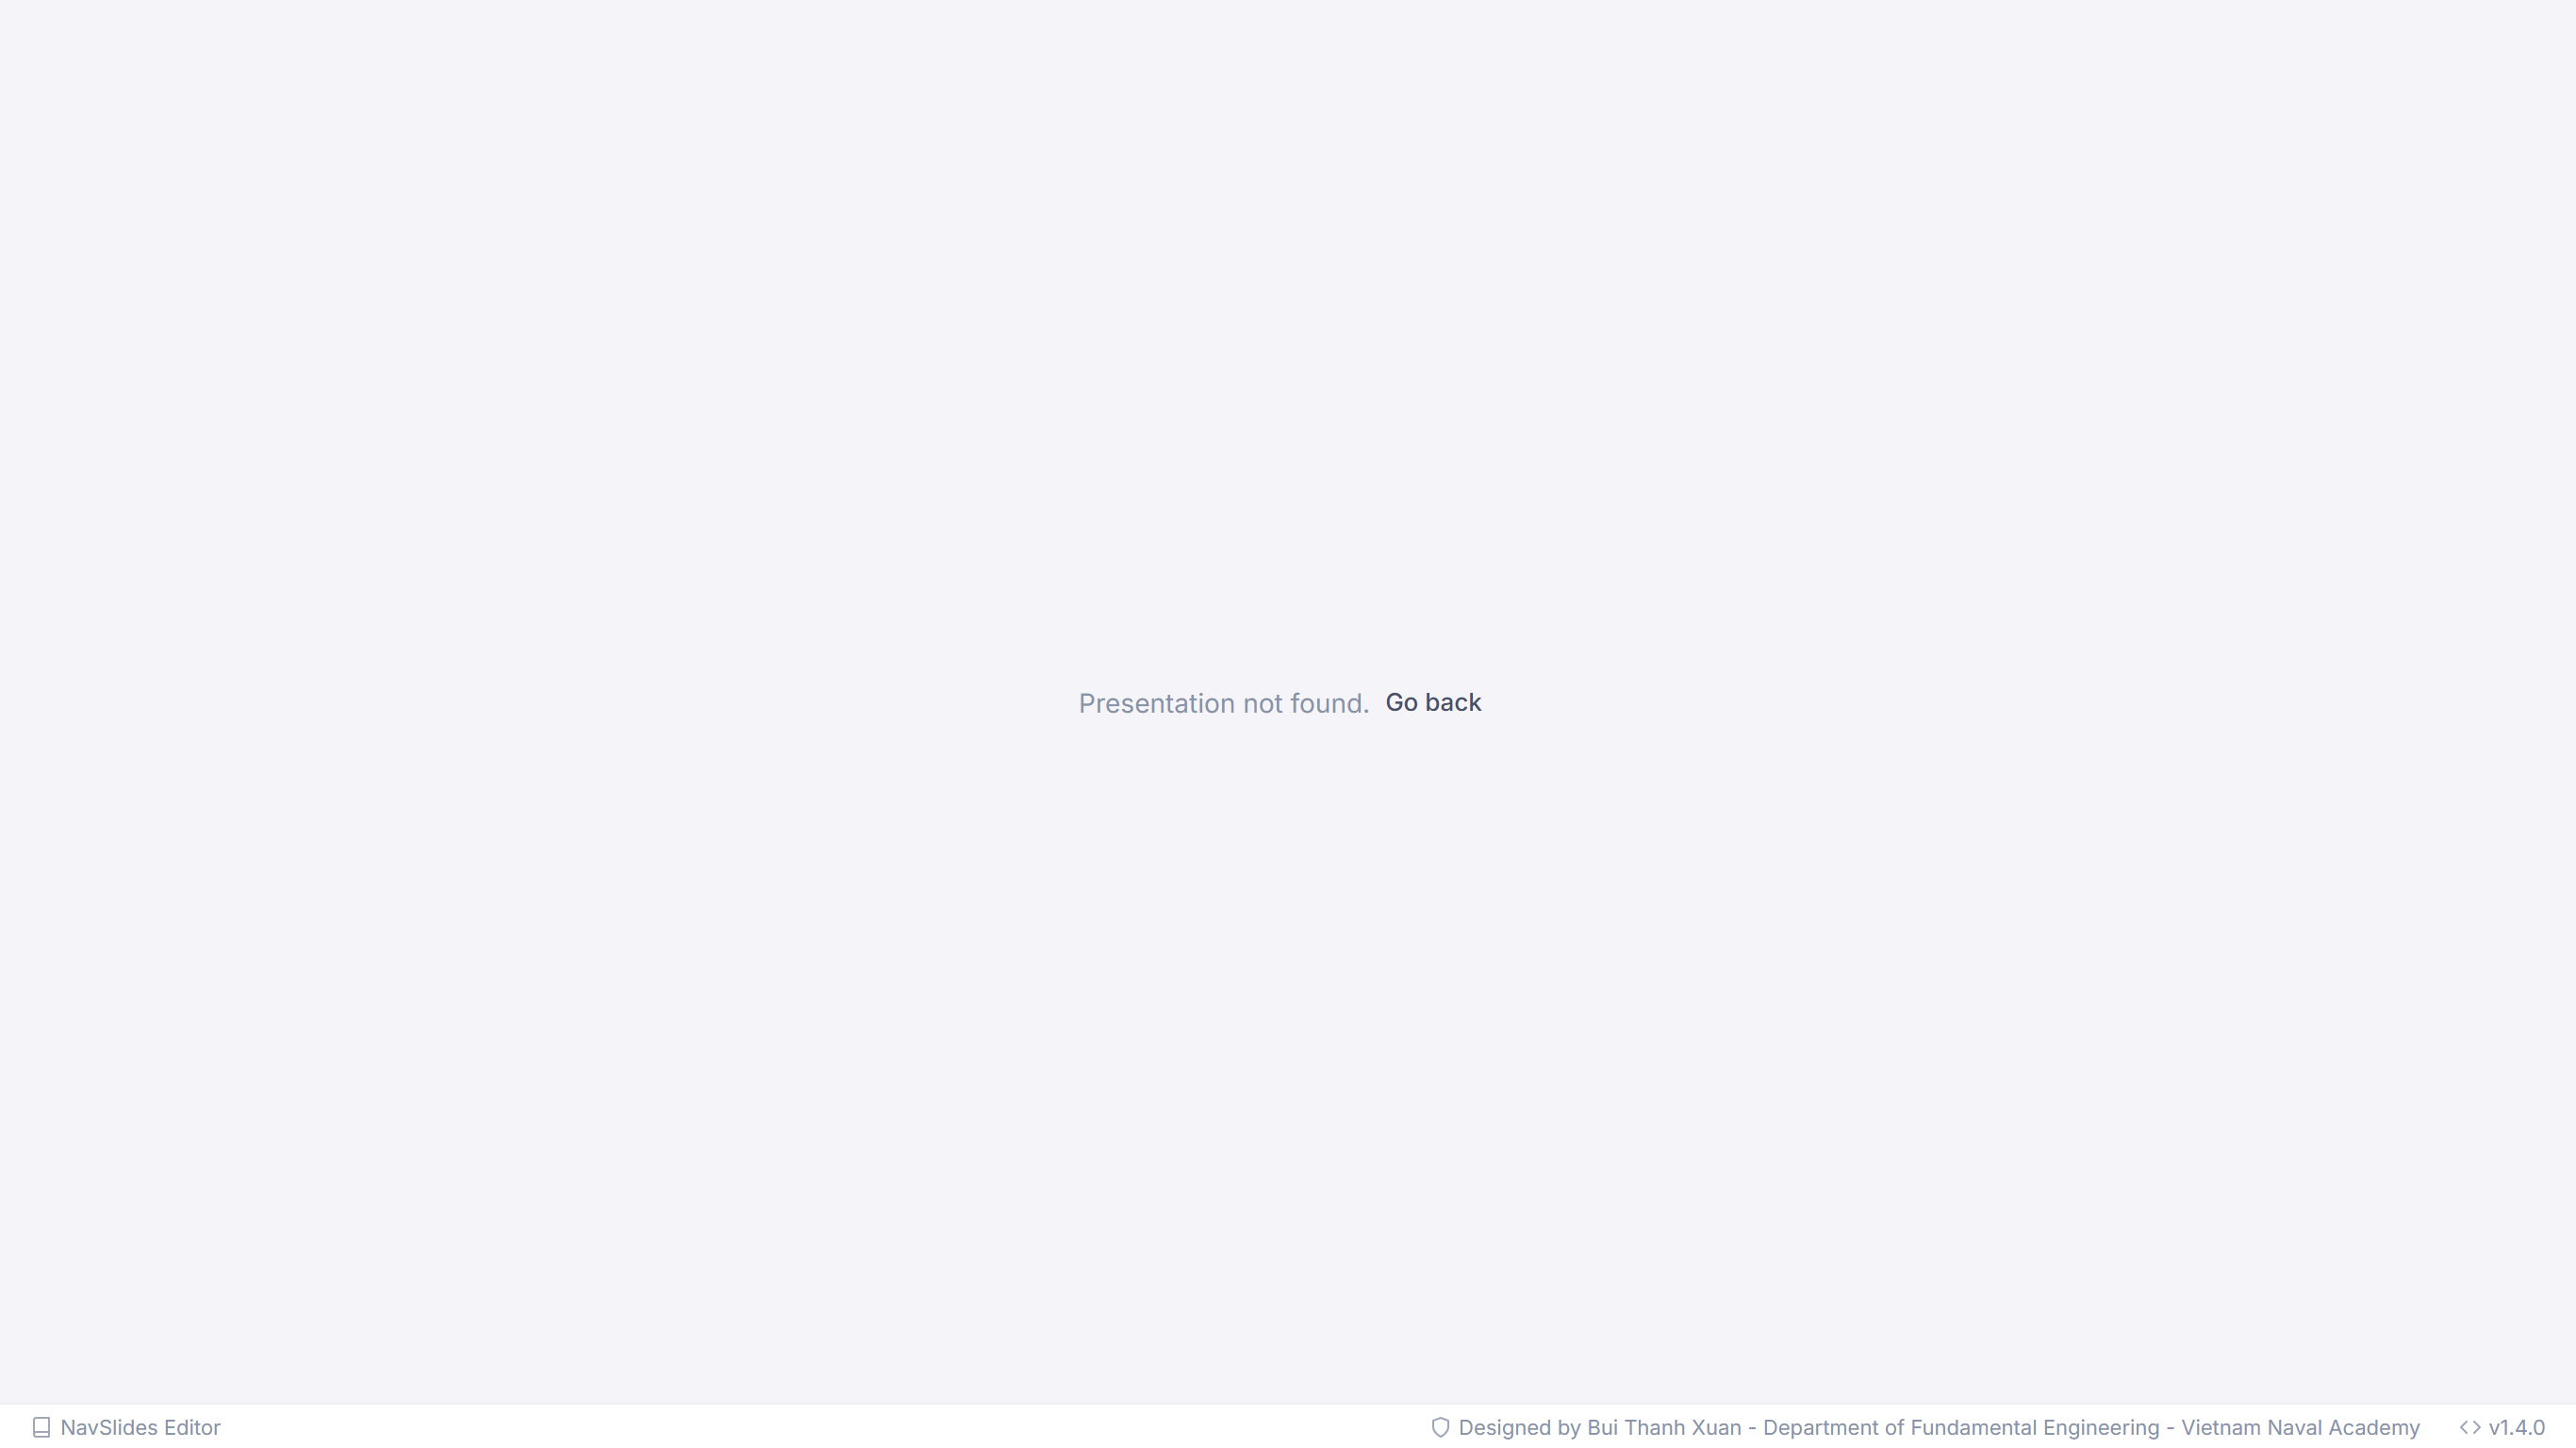 Presentation not found. Go back
NavSlides Editor
Designed by Bui Thanh Xuan - Department of Fundamental Engineering - Vietnam Naval Academy
v1.4.0